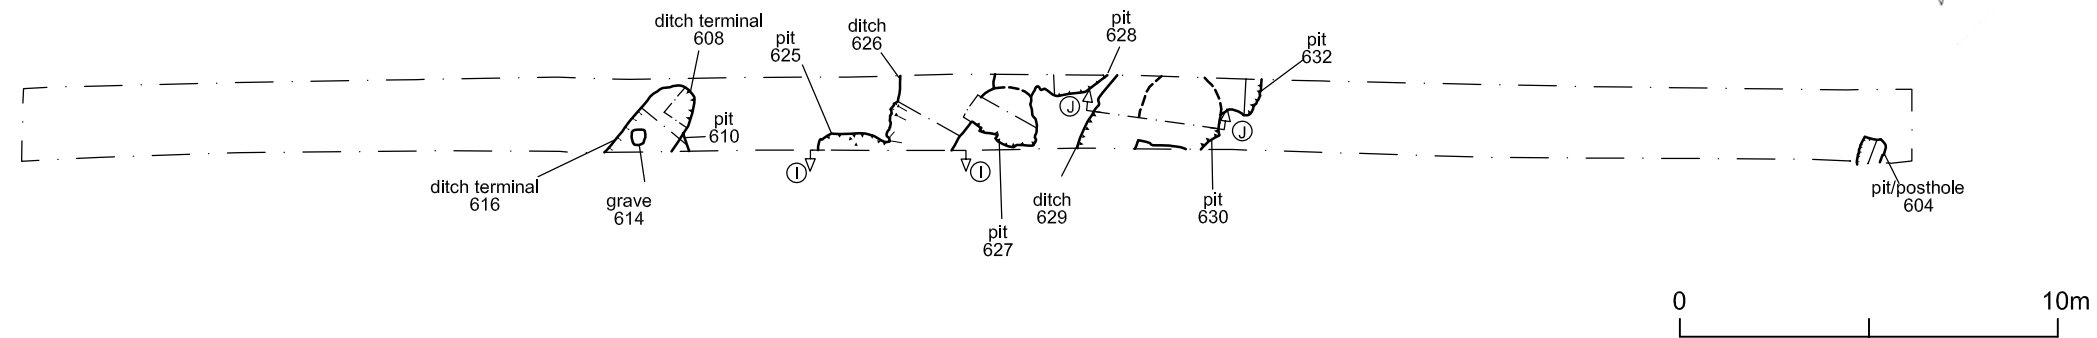 ditch terminal
608
pit
625
ditch
626
pit
628
pit
632
pit
610
J
J
I
I
ditch terminal
616
grave
614
pit
627
ditch
629
pit
630
pit/posthole
604
0
10m